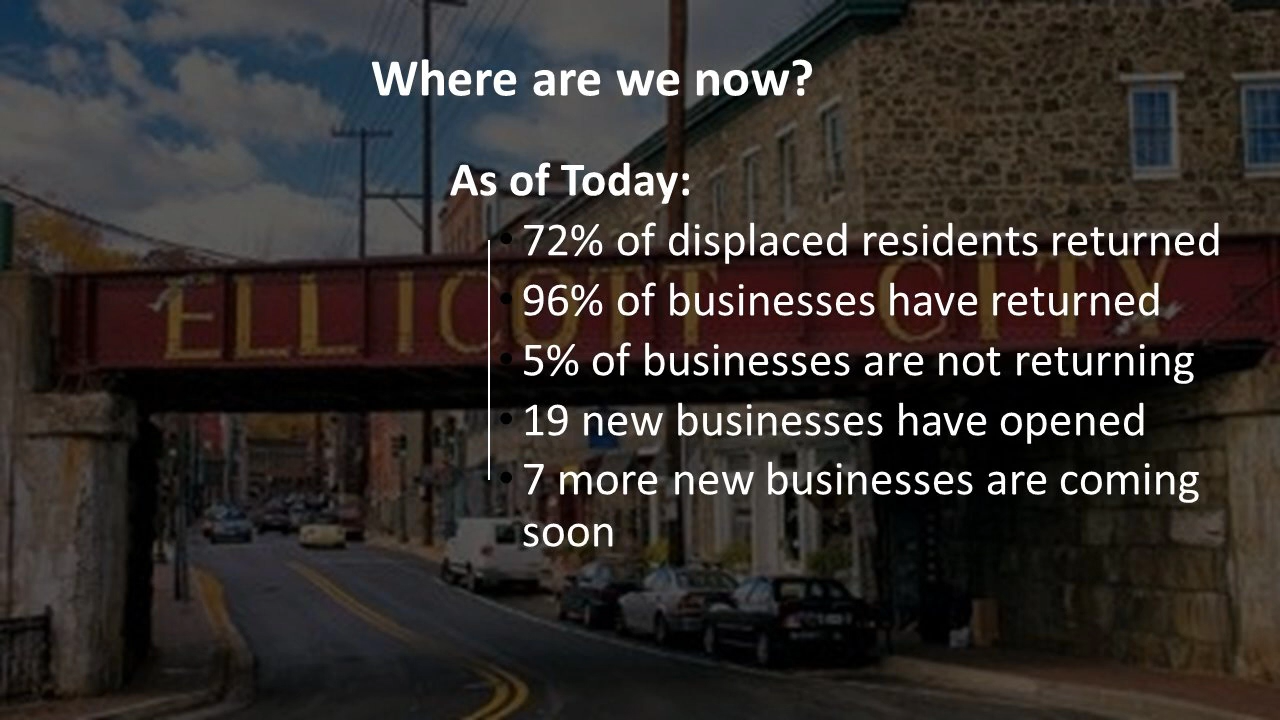 Where are we now?
As of Today:
• 72% of displaced residents returned
• 96% of businesses have returned
• 5% of businesses are not returning
• 19 new businesses have opened
• 7 more new businesses are coming
soon
ELLICOTT CITY